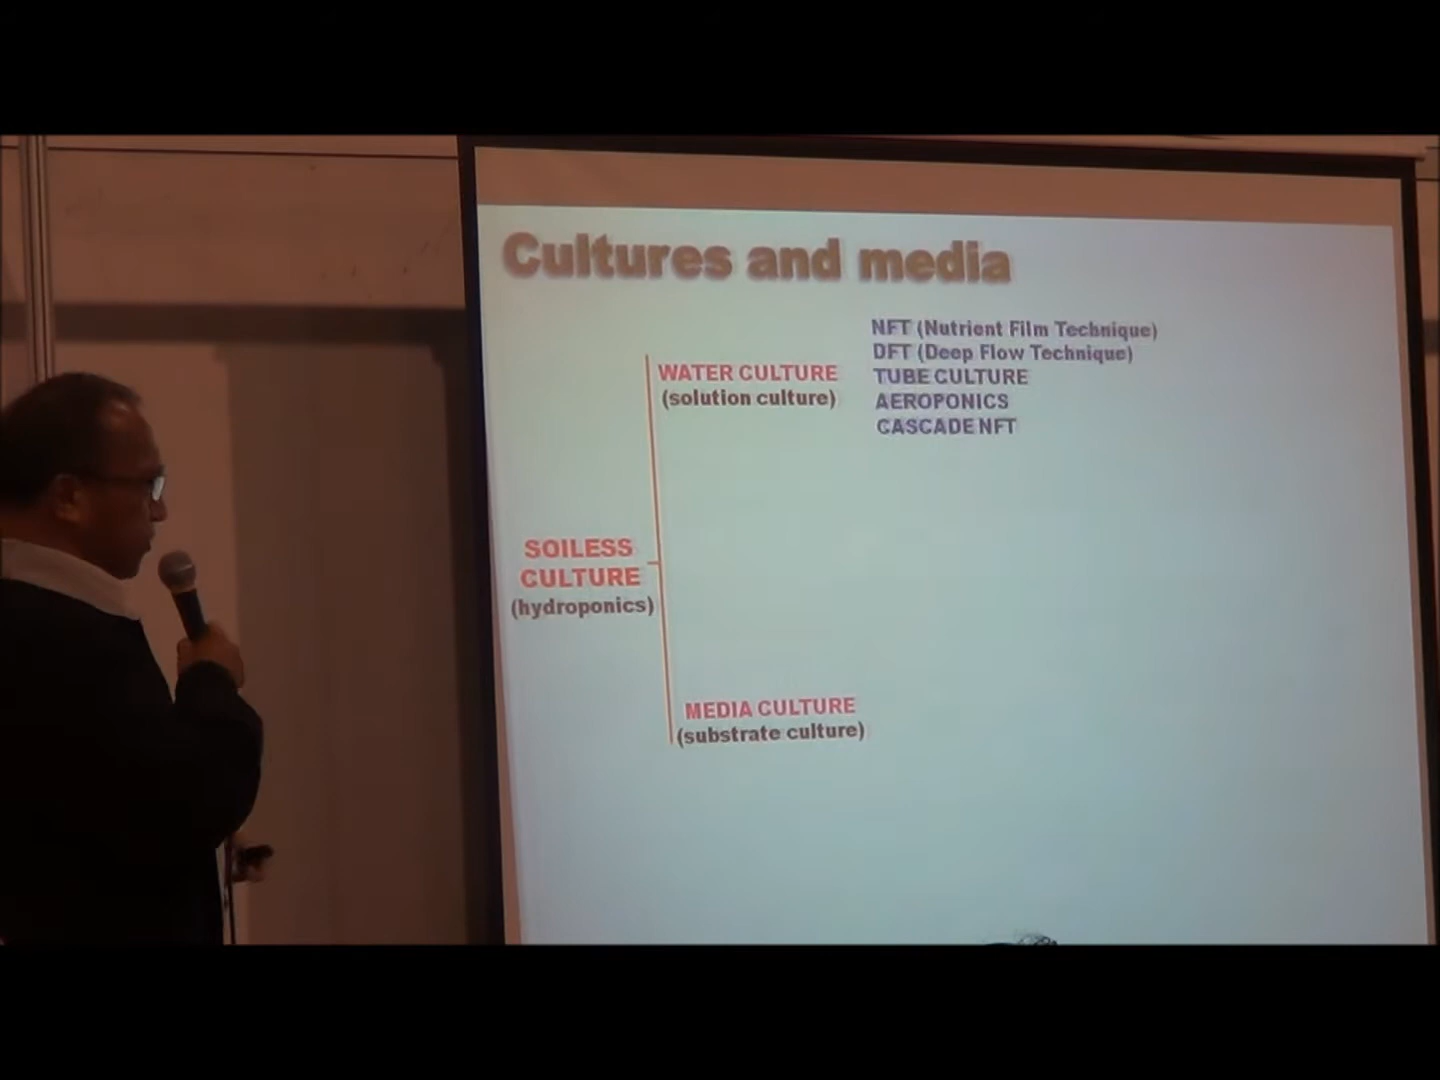 Cultures and media
NFT (Nutrient Film Technique)
DFT (Deep Flow Technique)
WATER CULTURE
TUBE CULTURE
(solution culture)
AEROPONICS
CASCADE NFT
SOILESS
CULTURE
(hydroponics)
MEDIA CULTURE
(substrate culture)